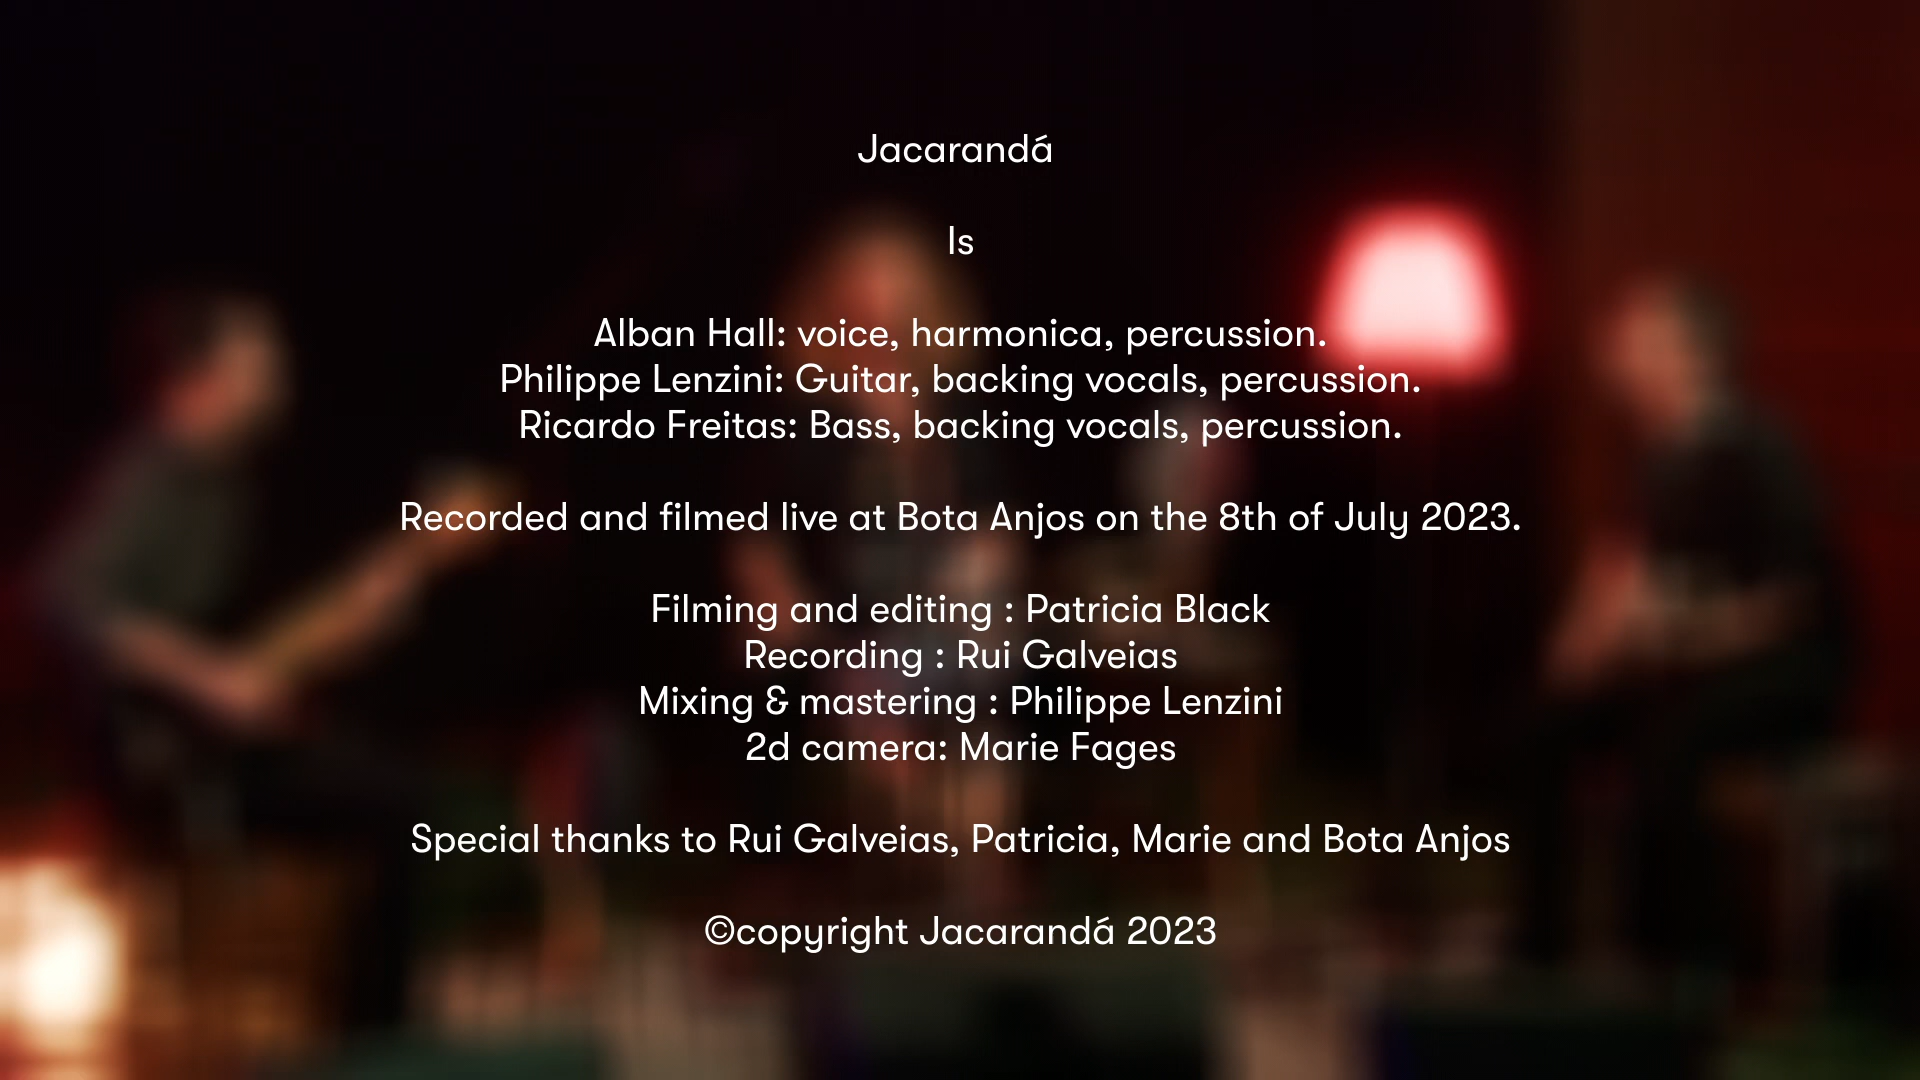 Jacarandá
Is
Alban Hall: voice, harmonica, percussion.
Philippe Lenzini: Guitar, backing vocals, percussion.
Ricardo Freitas: Bass, backing vocals, percussion.
Recorded and filmed live at Bota Anjos on the 8th of July 2023.
Filming and editing : Patricia Black
Recording : Rui Galveias
Mixing & mastering : Philippe Lenzini
2d camera: Marie Fages
Special thanks to Rui Galveias, Patricia, Marie and Bota Anjos
©copyright Jacarandá 2023